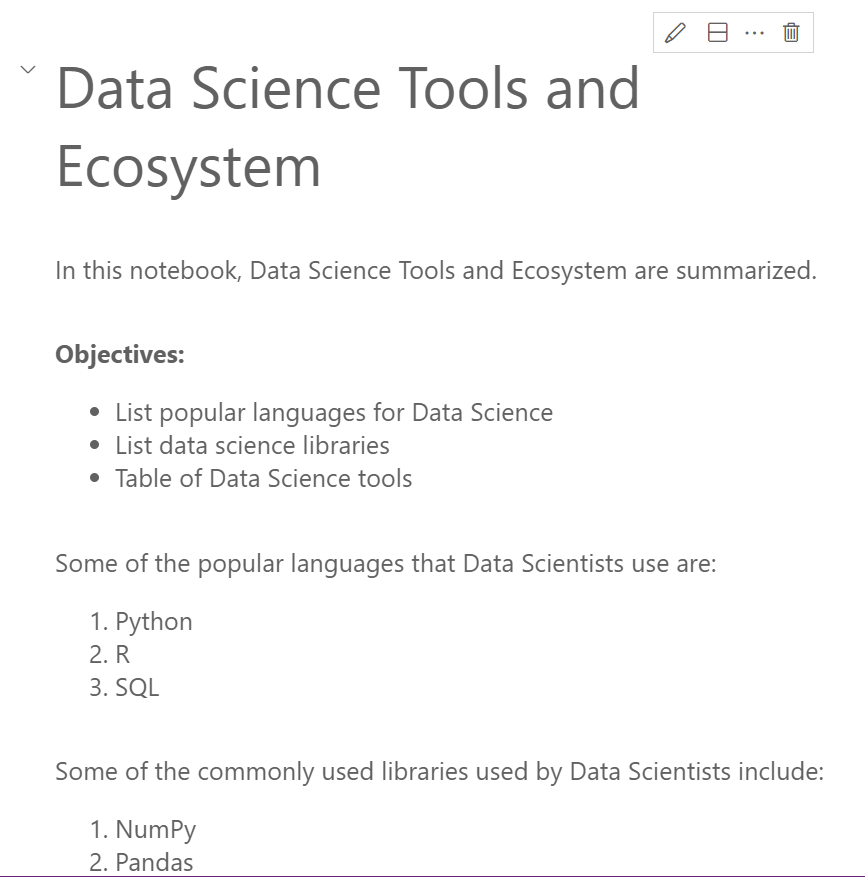 Data Science Tools and
Ecosystem
In this notebook, Data Science Tools and Ecosystem are summarized.
Objectives:
• List popular languages for Data Science
• List data science libraries
• Table of Data Science tools
Some of the popular languages that Data Scientists use are:
1. Python
2. R
3. SQL
Some of the commonly used libraries used by Data Scientists include:
1. NumPy
2. Pandas